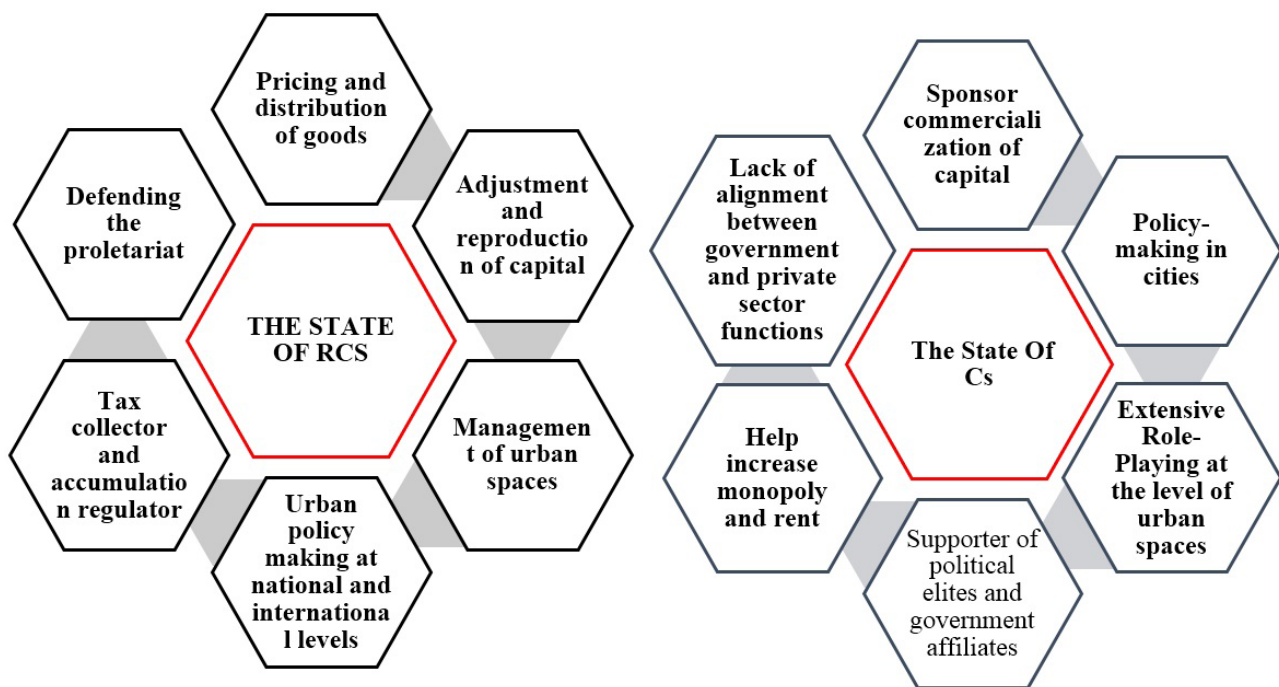 Pricing and
distribution
of goods
Adjustment
and
reproductio
n of capital
Managemen
t of urban
spaces
Urban
policy
making at
national and
internationa
l levels
Tax
collector
and
accumulatio
n regulator
Defending
the
proletariat
THE STATE
OF RCS
Sponsor
commerciali
zation of
capital
Policy-
making in
cities
Extensive
Role-
Playing at
the level of
urban
spaces
Supporter of
political
elites and
government
affiliates
Help
increase
monopoly
and rent
Lack of
alignment
between
government
and private
sector
functions
The State Of
Cs